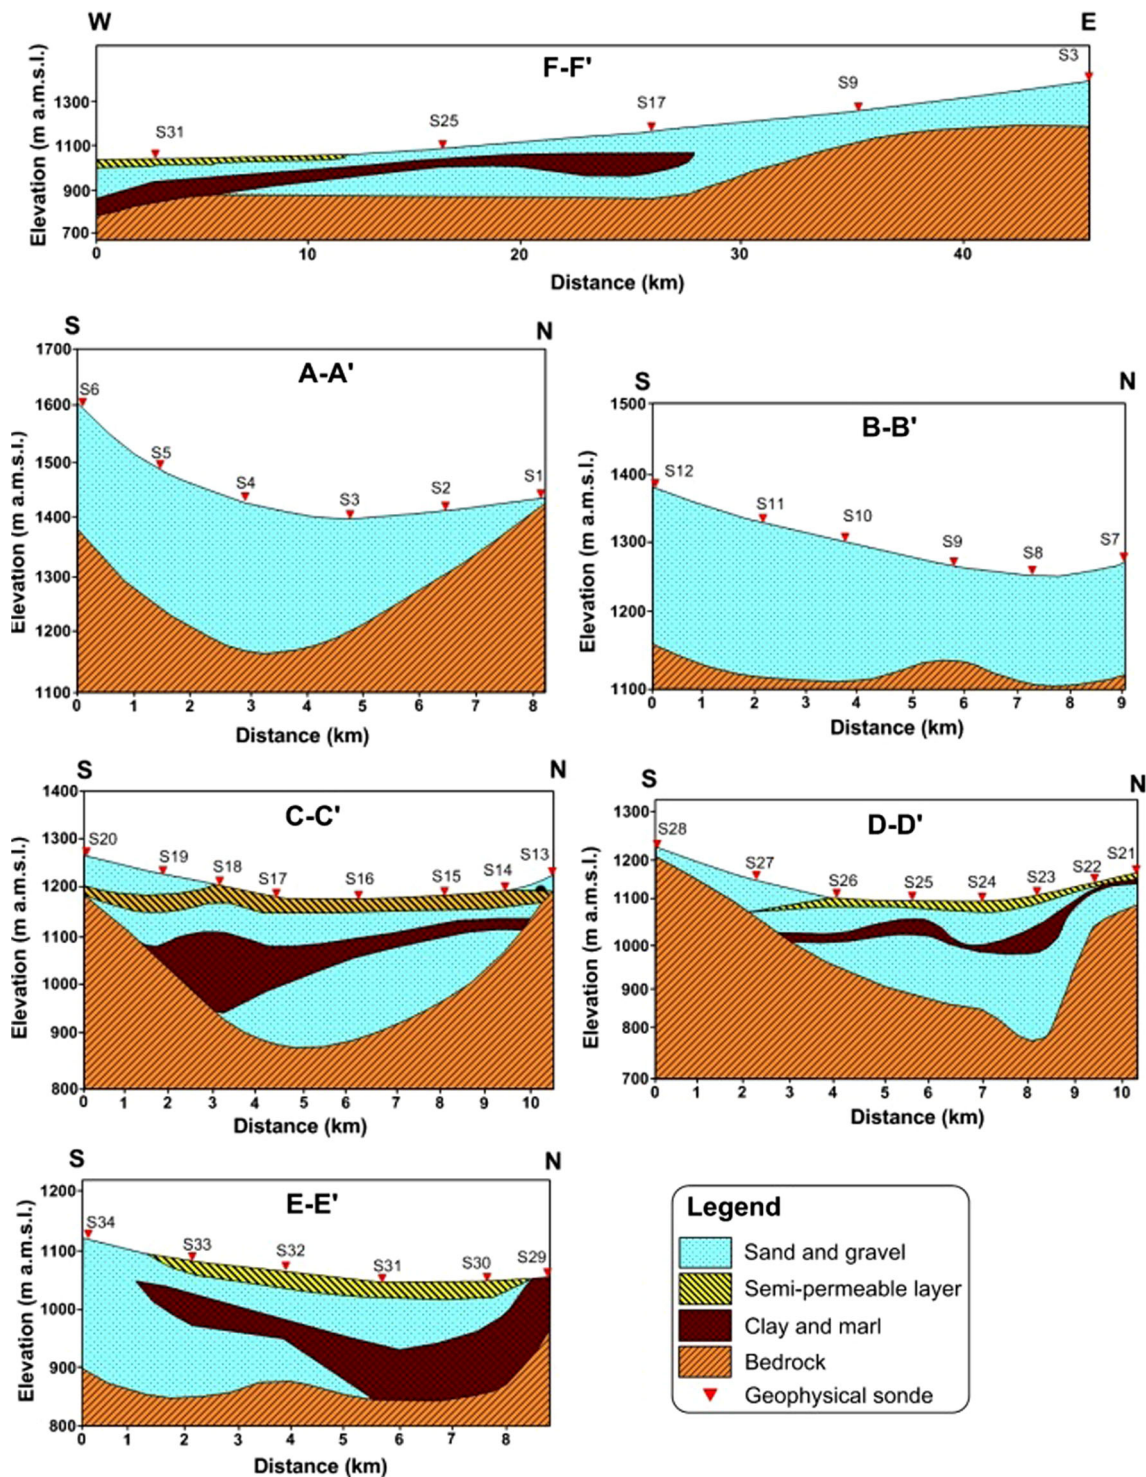 W E
F-F'
S31 S25 S17 S9 S3
Elevation (m a.m.s.l.)
1300
1100
900
700
0 10 20 30 40
Distance (km)
S N
A-A'
1700
1600
1500
1400
1300
1200
1100
Elevation (m a.m.s.l.)
S6 S5 S4 S3 S2 S1
0 1 2 3 4 5 6 7 8
Distance (km)
S N
B-B'
1500
1400
1300
1200
1100
Elevation (m a.m.s.l.)
S12 S11 S10 S9 S8 S7
0 1 2 3 4 5 6 7 8 9
Distance (km)
S N
C-C'
1400
1300
1200
1100
1000
900
800
Elevation (m a.m.s.l.)
S20 S19 S18 S17 S16 S15 S14 S13
0 1 2 3 4 5 6 7 8 9 10
Distance (km)
S N
D-D'
1300
1200
1100
1000
900
800
700
Elevation (m a.m.s.l.)
S28 S27 S26 S25 S24 S23 S22 S21
0 1 2 3 4 5 6 7 8 9 10
Distance (km)
S N
E-E'
1200
1100
1000
900
800
Elevation (m a.m.s.l.)
S34 S33 S32 S31 S30 S29
0 1 2 3 4 5 6 7 8
Distance (km)
Legend
Sand and gravel
Semi-permeable layer
Clay and marl
Bedrock
Geophysical sonde